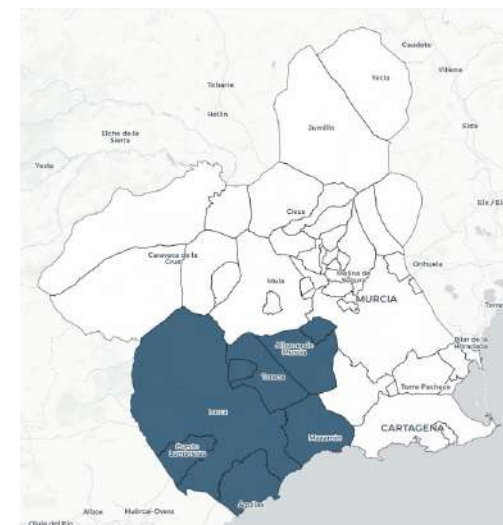 Caudete
Yecla
Villena
Tobarra
Hellín
Jumilla
Elche de la
Sierra
Yeste
Elda
Cieza
Caravaca de la
Cruz
Orihuela
Mula
Molina de
Segura
MURCIA
Alhama de
Murcia
Pilar de la
Horadada
Totana
Torre-Pacheco
Lorca
CARTAGENA
Mazarrón
Puerto
Lumbreras
Águilas
Albox
Huércal-Overa